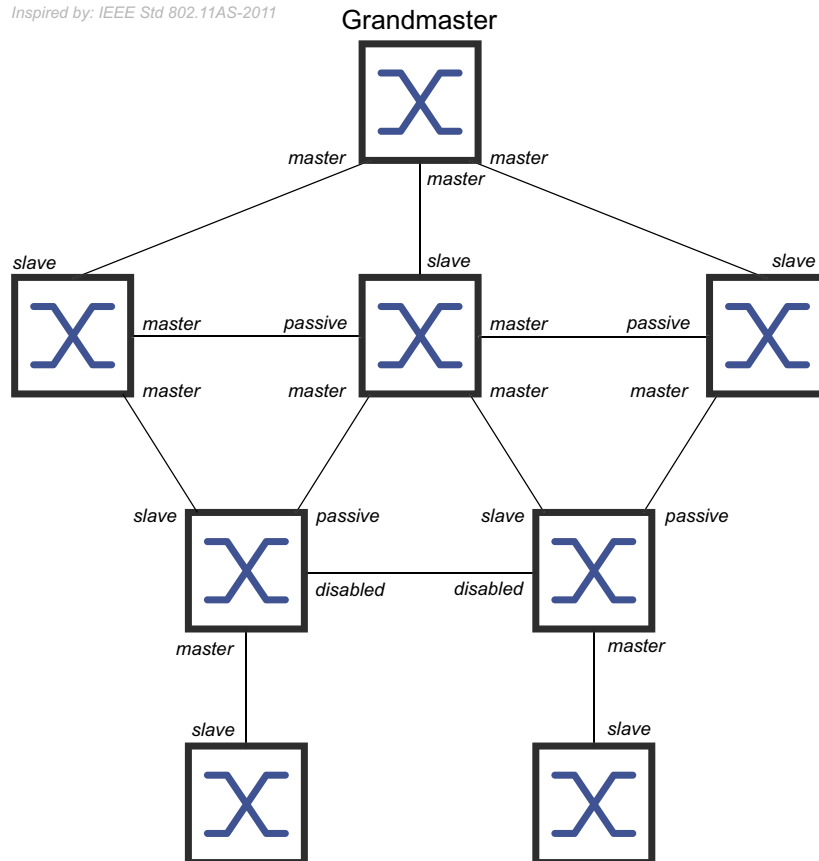 Inspired by: IEEE Std 802.11AS-2011
Grandmaster
master master
master
slave slave slave
master passive master passive
master master master master
slave passive slave passive
disabled disabled
master master
slave slave